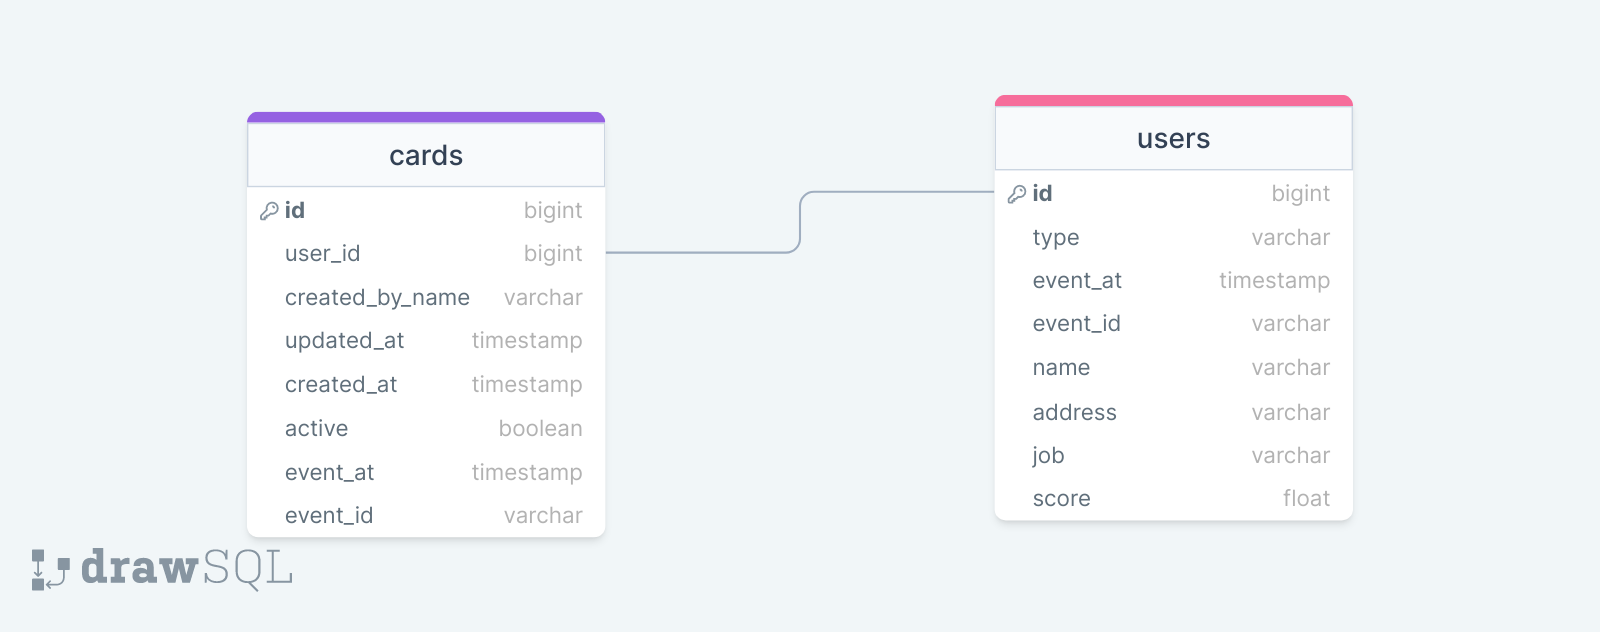 cards
id bigint
user_id bigint
created_by_name varchar
updated_at timestamp
created_at timestamp
active boolean
event_at timestamp
event_id varchar
users
id bigint
type varchar
event_at timestamp
event_id varchar
name varchar
address varchar
job varchar
score float
drawSQL